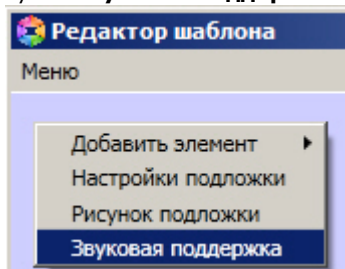 Редактор шаблона
Меню
Добавить элемент
Настройки подложки
Рисунок подложки
Звуковая поддержка